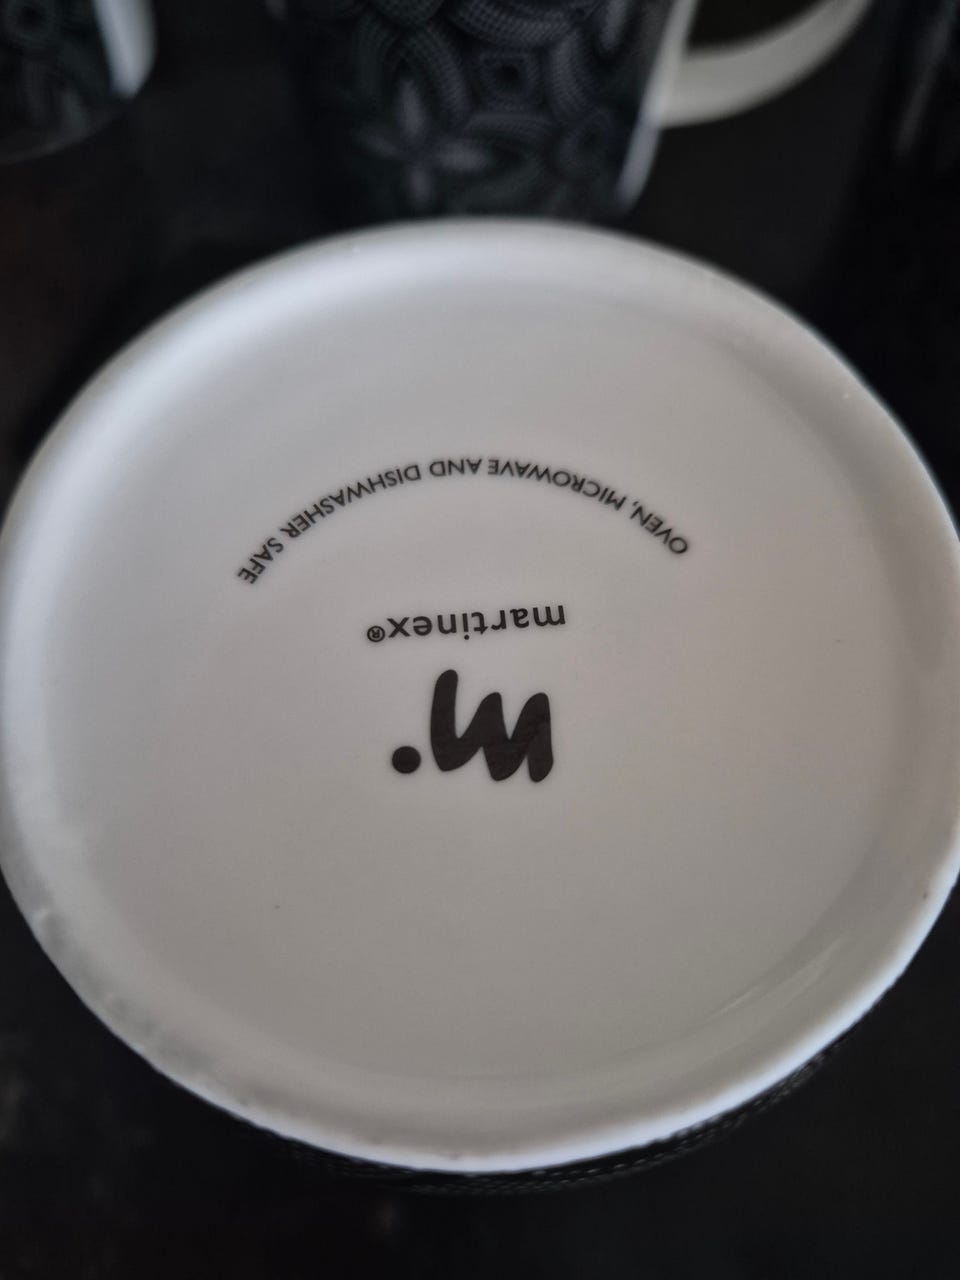 m.
martinex®
OVEN, MICROWAVE AND DISHWASHER SAFE